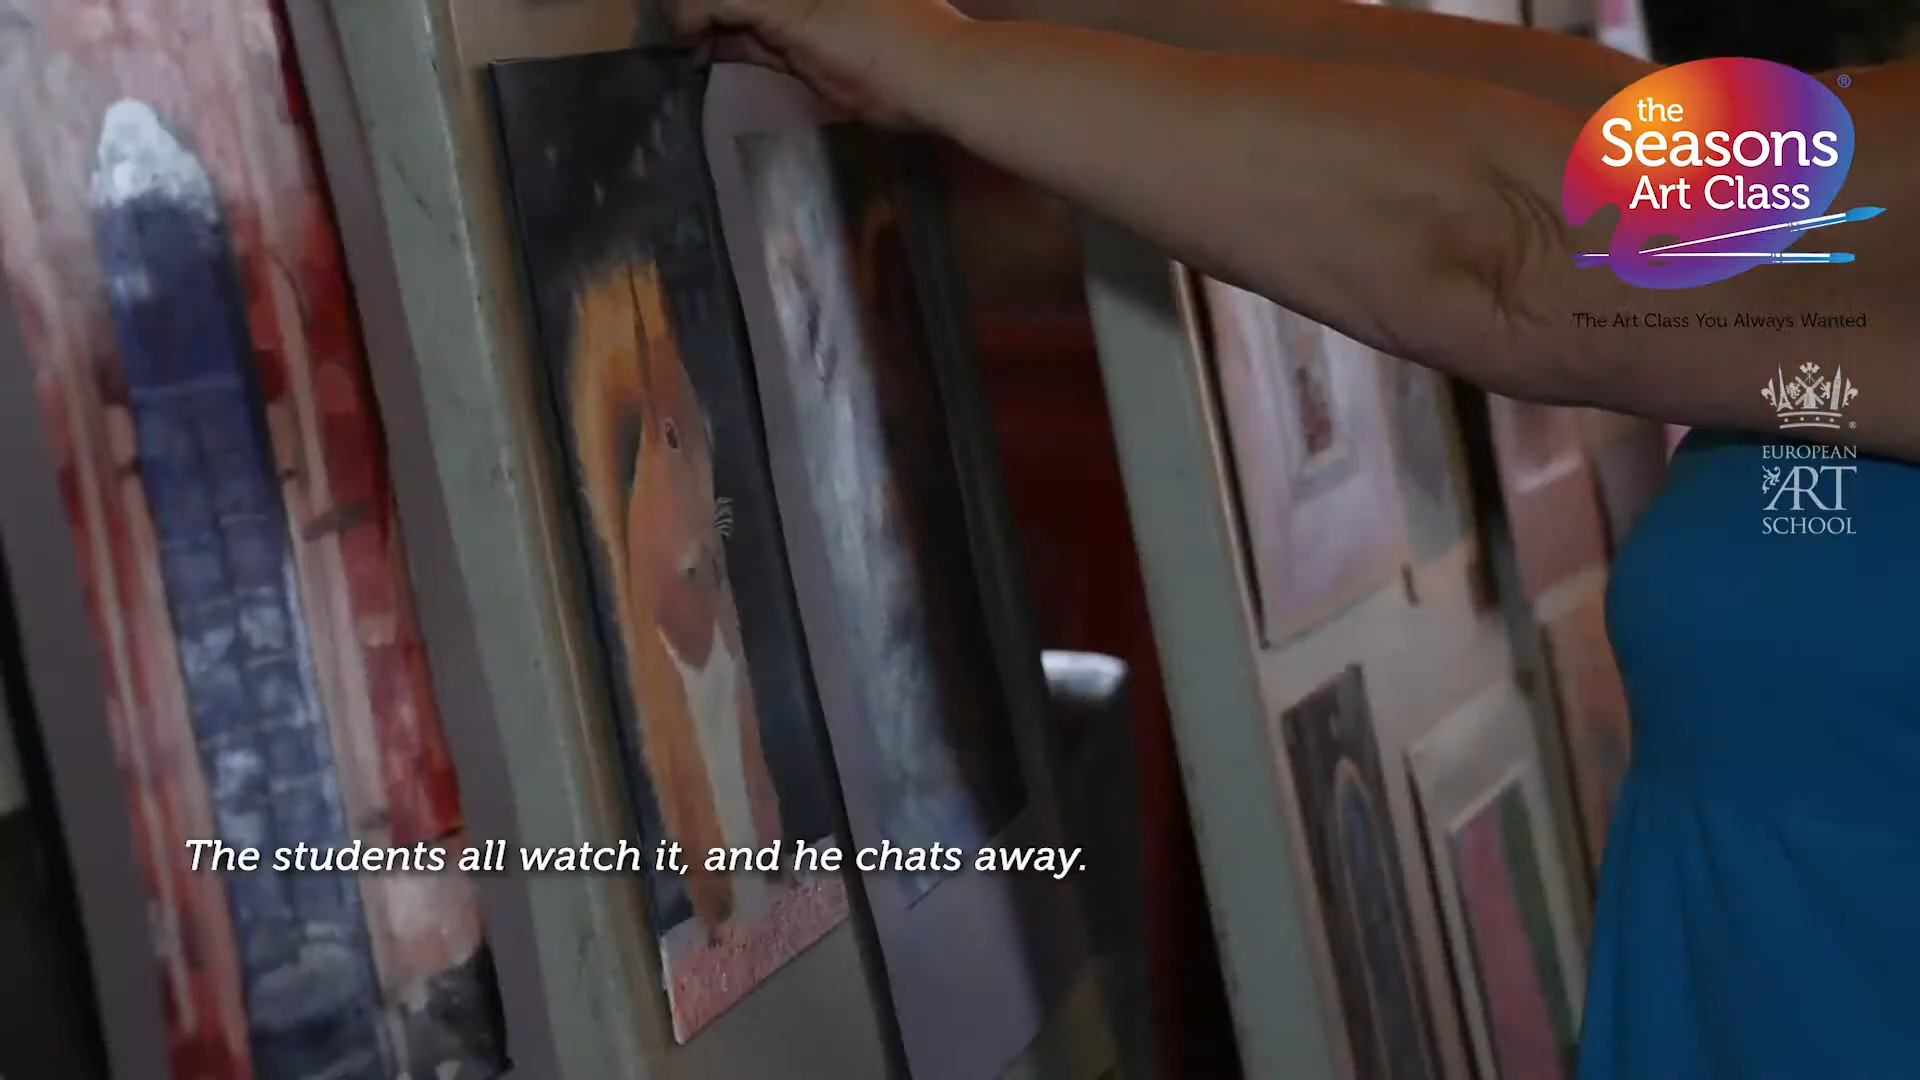 the
Seasons
Art Class
®
The Art Class You Always Wanted
®
EUROPEAN
ART
SCHOOL
The students all watch it, and he chats away.